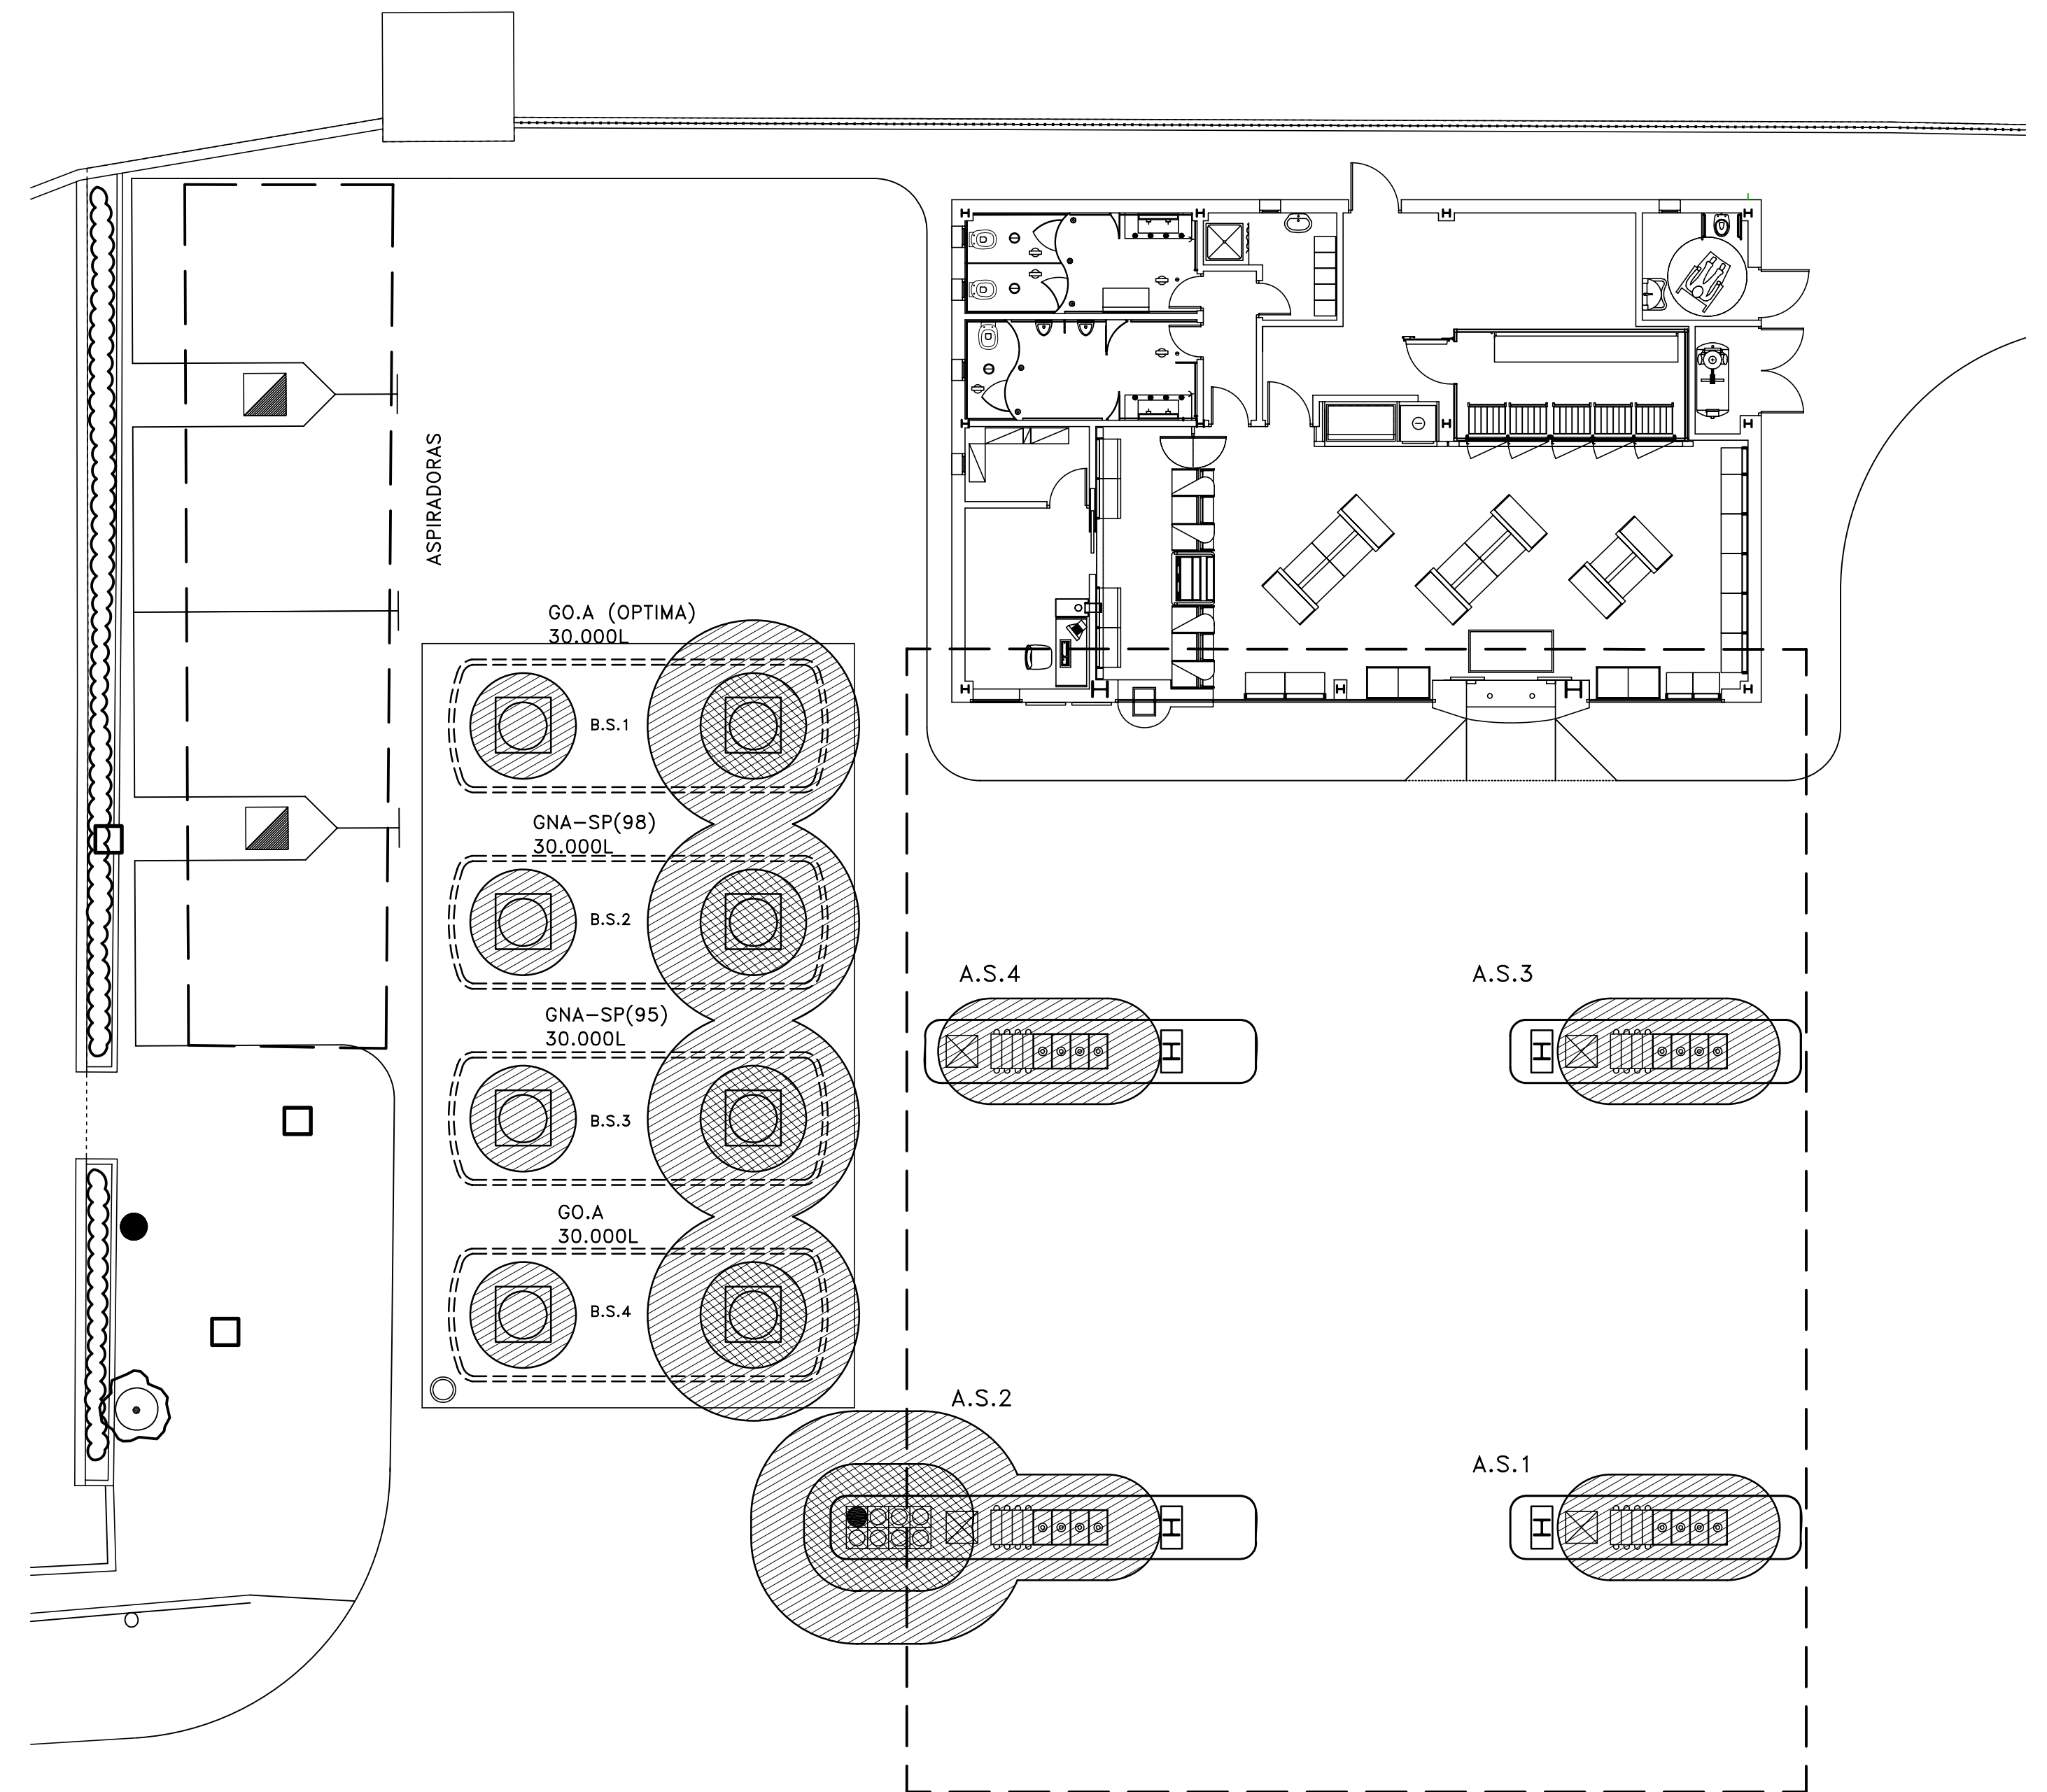 ASPIRADORAS
GO.A (OPTIMA)
30.000L
B.S.1
GNA-SP(98)
30.000L
B.S.2
A.S.4
A.S.3
GNA-SP(95)
30.000L
B.S.3
GO.A
30.000L
B.S.4
A.S.2
A.S.1